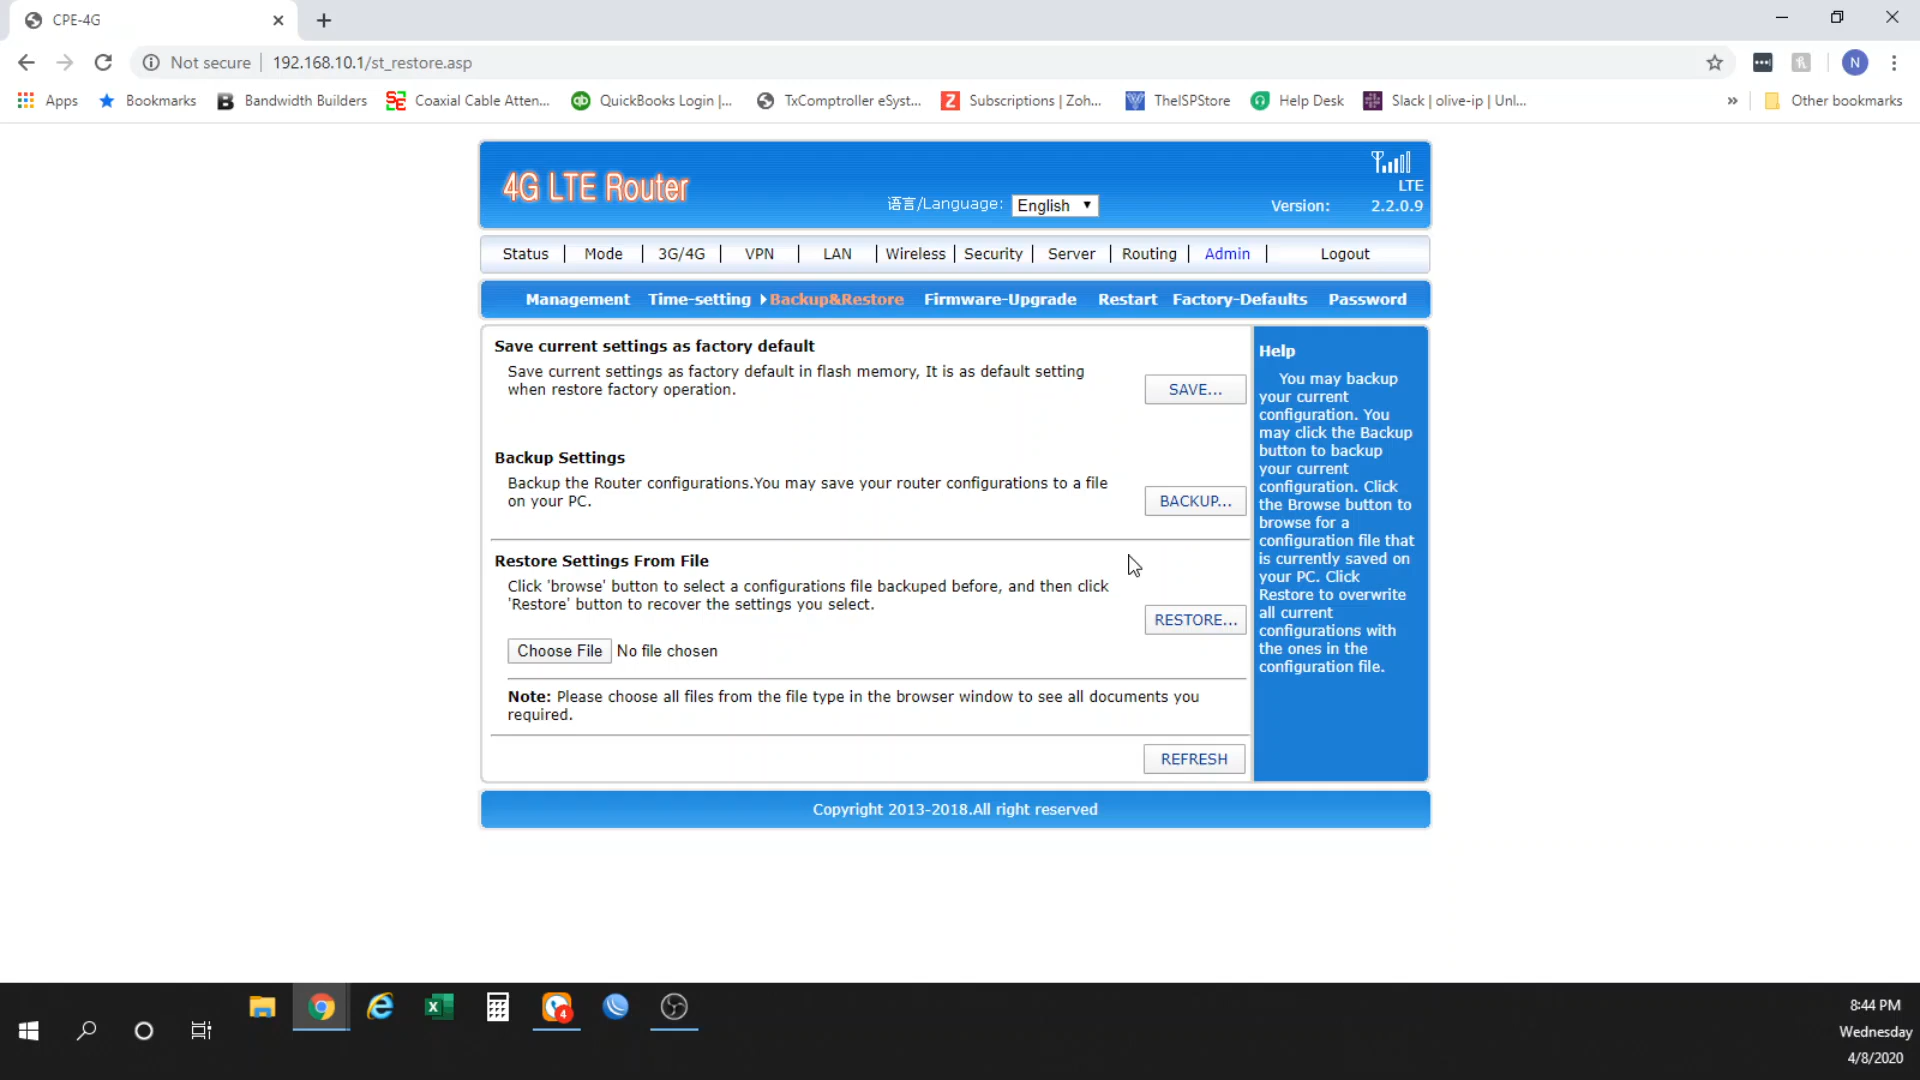 CPE-4G
Not secure
192.168.10.1/st_restore.asp
N
Apps
Bookmarks
Bandwidth Builders
Coaxial Cable Atten...
QuickBooks Login |...
TxComptroller eSyst...
Subscriptions | Zoh...
TheISPStore
Help Desk
Slack | olive-ip | Unl...
»
Other bookmarks
4G LTE Router
语言/Language: English
LTE
Version: 2.2.0.9
Status | Mode | 3G/4G | VPN | LAN | Wireless | Security | Server | Routing | Admin | Logout
Management Time-setting Backup&Restore Firmware-Upgrade Restart Factory-Defaults Password
Save current settings as factory default
Save current settings as factory default in flash memory, It is as default setting
when restore factory operation.
SAVE...
Backup Settings
Backup the Router configurations.You may save your router configurations to a file
on your PC.
BACKUP...
Restore Settings From File
Click 'browse' button to select a configurations file backuped before, and then click
'Restore' button to recover the settings you select.
RESTORE...
Choose File No file chosen
Note: Please choose all files from the file type in the browser window to see all documents you
required.
REFRESH
Help
You may backup
your current
configuration. You
may click the Backup
button to backup
your current
configuration. Click
the Browse button to
browse for a
configuration file that
is currently saved on
your PC. Click
Restore to overwrite
all current
configurations with
the ones in the
configuration file.
Copyright 2013-2018.All right reserved
4
8:44 PM
Wednesday
4/8/2020